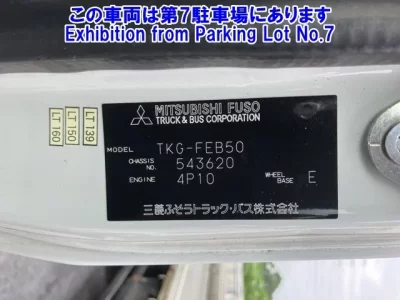 この車両は第7駐車場にあります
Exhibition from Parking Lot No.7
LT160
LT150
LT139
MITSUBISHI FUSO
TRUCK & BUS CORPORATION
MODEL TKG-FEB50
CHASSIS NO. 543620
ENGINE 4P10 WHEEL BASE E
三菱ふそうトラック・バス株式会社